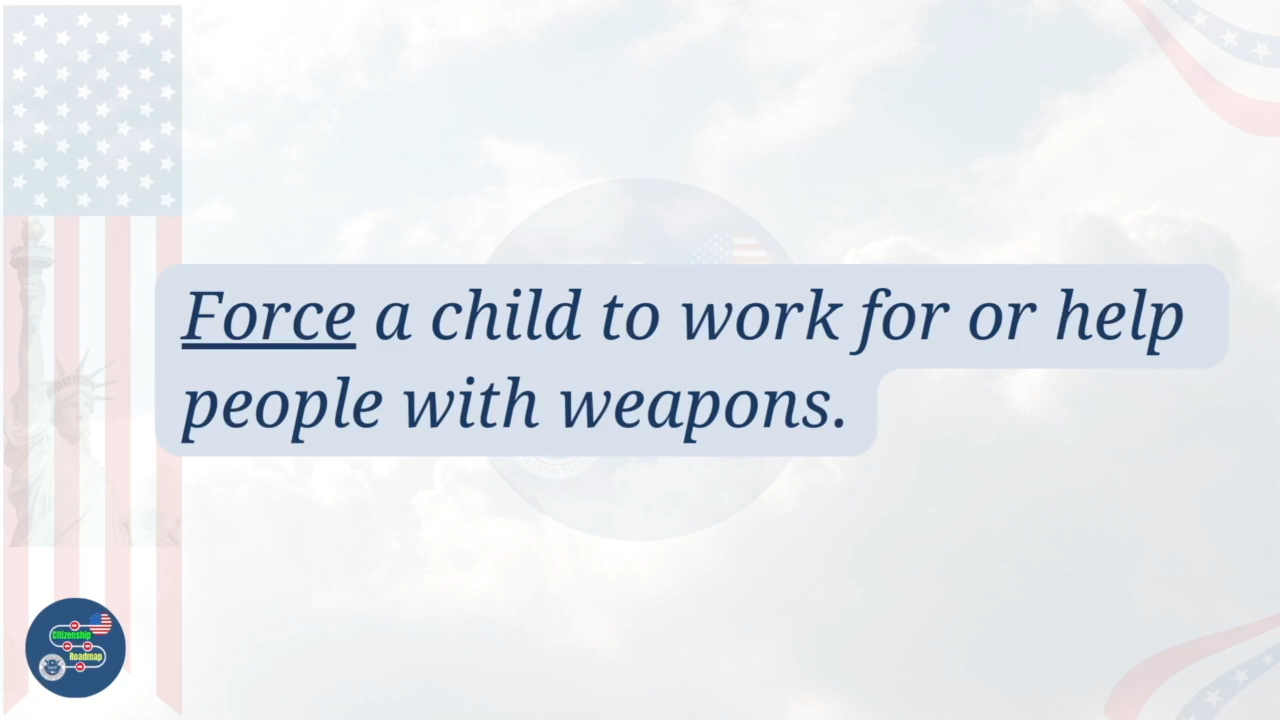 Force a child to work for or help
people with weapons.
Citizenship
Roadmap